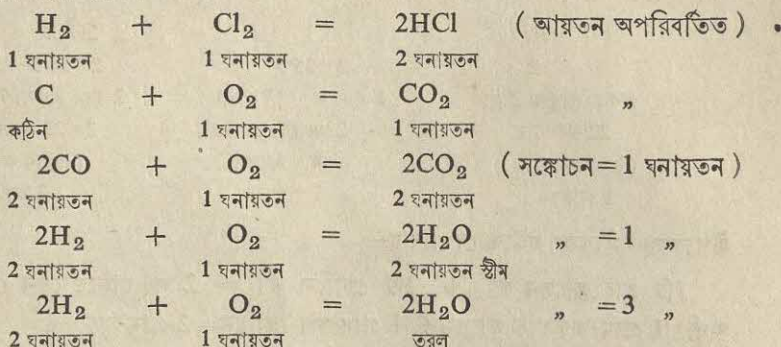 H₂ + Cl₂ = 2HCl ( আয়তন অপরিবর্তিত ) .
1 ঘনায়তন 1 ঘনায়তন 2 ঘনায়তন
C + O₂ = CO₂ „
কঠিন 1 ঘনায়তন 1 ঘনায়তন
2CO + O₂ = 2CO₂ ( সঙ্কোচন = 1 ঘনায়তন )
2 ঘনায়তন 1 ঘনায়তন 2 ঘনায়তন
2H₂ + O₂ = 2H₂O „ = 1 „
2 ঘনায়তন 1 ঘনায়তন 2 ঘনায়তন ষ্টীম
2H₂ + O₂ = 2H₂O „ = 3 „
2 ঘনায়তন 1 ঘনায়তন তরল